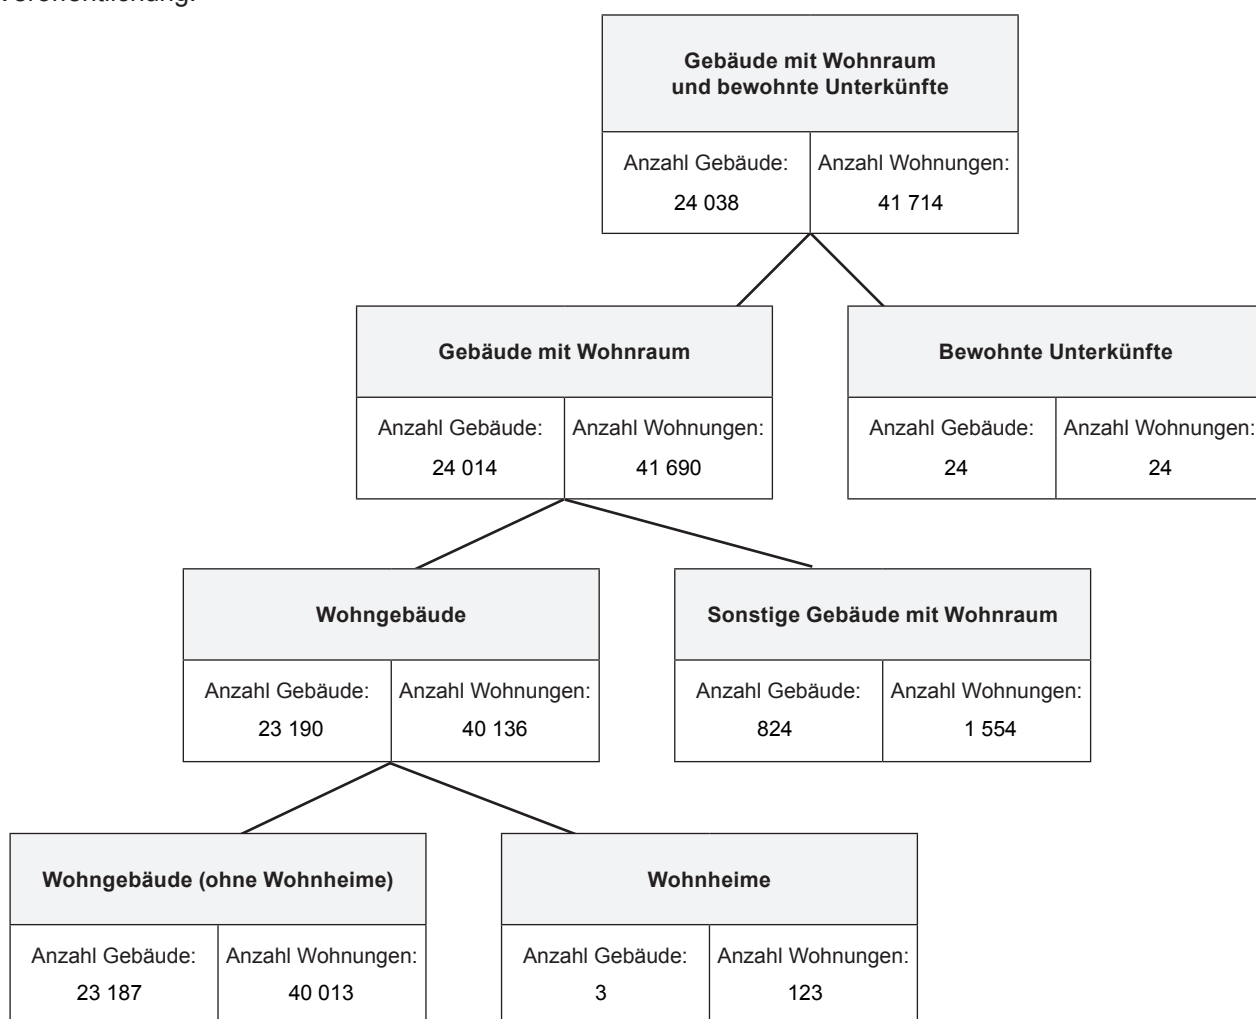 Veröffentlichung.
Gebäude mit Wohnraum
und bewohnte Unterkünfte
Anzahl Gebäude: Anzahl Wohnungen:
24 038 41 714
Gebäude mit Wohnraum Bewohnte Unterkünfte
Anzahl Gebäude: Anzahl Wohnungen: Anzahl Gebäude: Anzahl Wohnungen:
24 014 41 690 24 24
Wohngebäude Sonstige Gebäude mit Wohnraum
Anzahl Gebäude: Anzahl Wohnungen: Anzahl Gebäude: Anzahl Wohnungen:
23 190 40 136 824 1 554
Wohngebäude (ohne Wohnheime) Wohnheime
Anzahl Gebäude: Anzahl Wohnungen: Anzahl Gebäude: Anzahl Wohnungen:
23 187 40 013 3 123